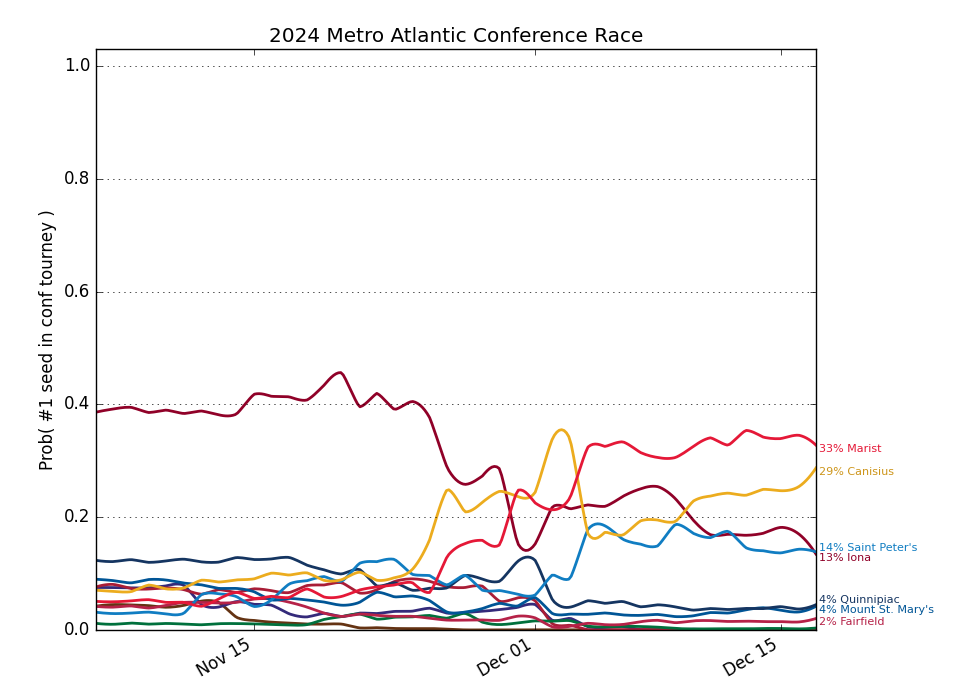 2024 Metro Atlantic Conference Race
Prob( #1 seed in conf tourney )
1.0
0.8
0.6
0.4
0.2
0.0
Nov 15
Dec 01
Dec 15
33% Marist
29% Canisius
14% Saint Peter's
13% Iona
4% Quinnipiac
4% Mount St. Mary's
2% Fairfield